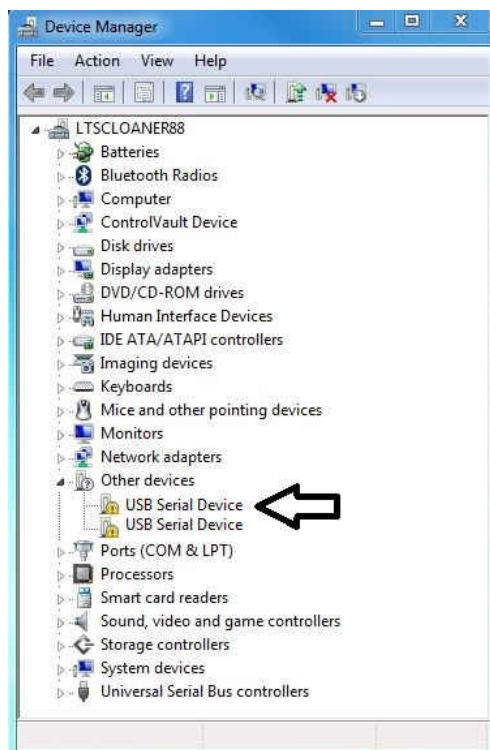 Device Manager
File Action View Help
LTSCLOANER88
Batteries
Bluetooth Radios
Computer
ControlVault Device
Disk drives
Display adapters
DVD/CD-ROM drives
Human Interface Devices
IDE ATA/ATAPI controllers
Imaging devices
Keyboards
Mice and other pointing devices
Monitors
Network adapters
Other devices
USB Serial Device
USB Serial Device
Ports (COM & LPT)
Processors
Smart card readers
Sound, video and game controllers
Storage controllers
System devices
Universal Serial Bus controllers